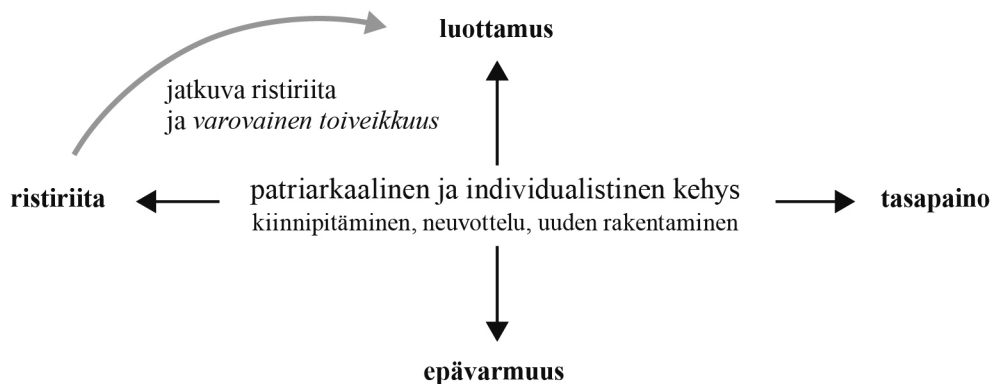 luottamus
jatkuva ristiriita
ja varovainen toiveikkuus
ristiriita
patriarkaalinen ja individualistinen kehys
kiinnipitäminen, neuvottelu, uuden rakentaminen
tasapaino
epävarmuus